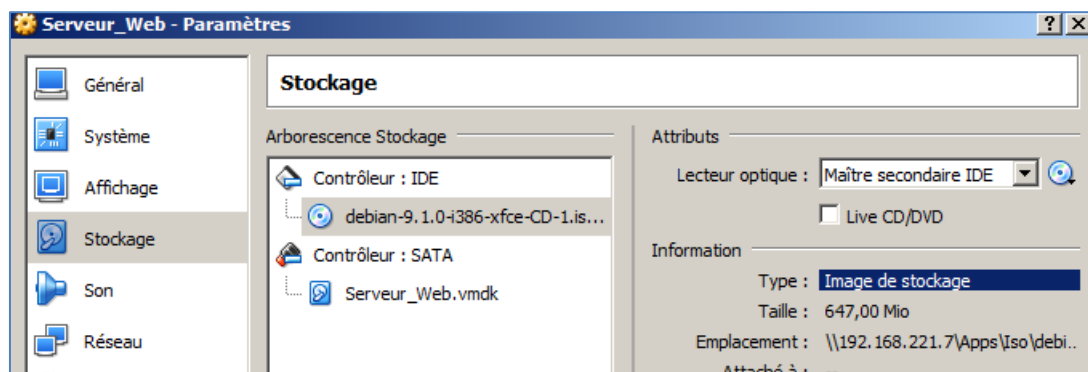 Serveur_Web - Paramètres
Général
Système
Affichage
Stockage
Son
Réseau
Stockage
Arborescence Stockage
Contrôleur : IDE
debian-9.1.0-i386-xfce-CD-1.is...
Contrôleur : SATA
Serveur_Web.vmdk
Attributs
Lecteur optique : Maître secondaire IDE
Live CD/DVD
Information
Type : Image de stockage
Taille : 647,00 Mio
Emplacement : \\192.168.221.7\Apps\Iso\debi..
Attaché à : --